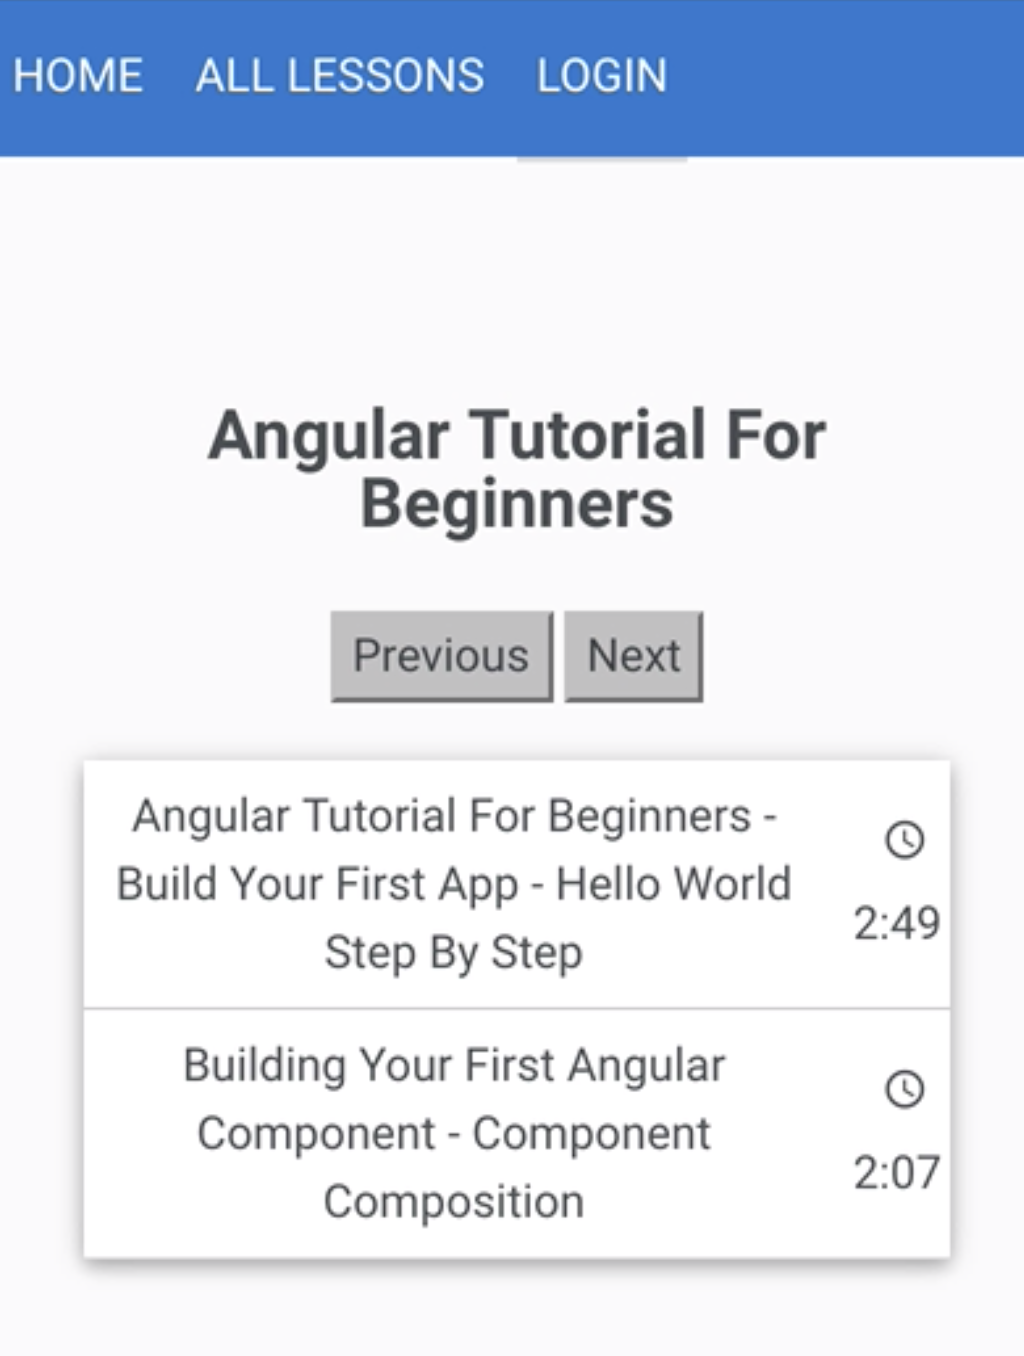 HOME ALL LESSONS LOGIN
Angular Tutorial For
Beginners
Previous Next
Angular Tutorial For Beginners -
Build Your First App - Hello World
Step By Step
2:49
Building Your First Angular
Component - Component
Composition
2:07